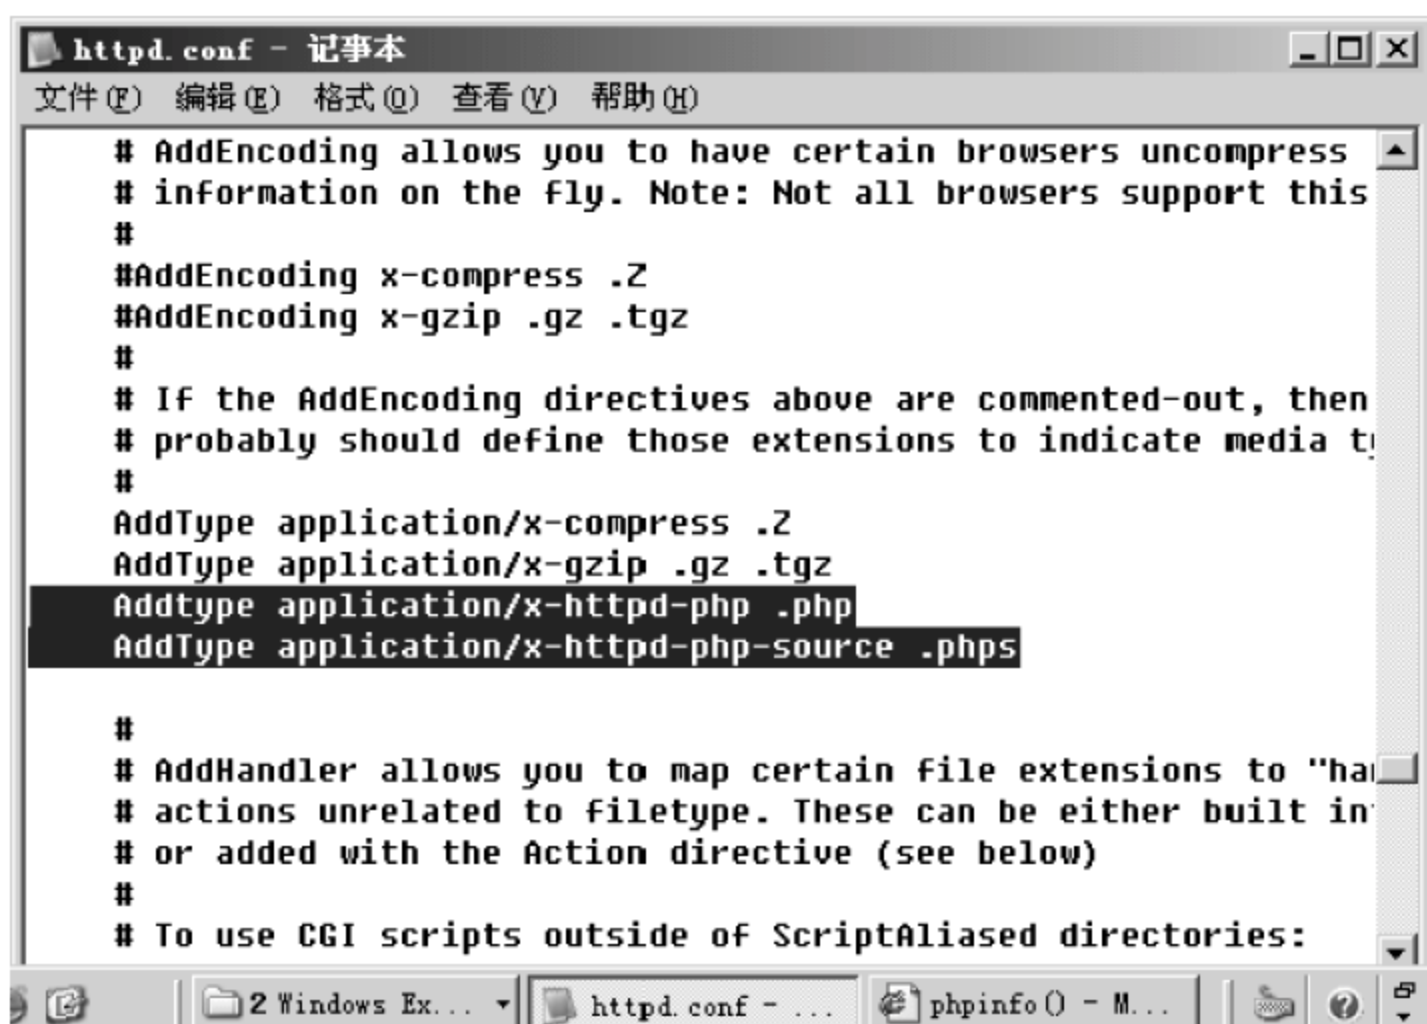 httpd.conf - 记事本
文件(F) 编辑(E) 格式(O) 查看(V) 帮助(H)
# AddEncoding allows you to have certain browsers uncompress
# information on the fly. Note: Not all browsers support this
#
#AddEncoding x-compress .Z
#AddEncoding x-gzip .gz .tgz
#
# If the AddEncoding directives above are commented-out, then
# probably should define those extensions to indicate media
#
AddType application/x-compress .Z
AddType application/x-gzip .gz .tgz
Addtype application/x-httpd-php .php
AddType application/x-httpd-php-source .phps
#
# AddHandler allows you to map certain file extensions to
# actions unrelated to filetype. These can be either built
# or added with the Action directive (see below)
#
# To use CGI scripts outside of ScriptAliased directories:
2 Windows Ex... httpd.conf - ... phpinfo() - M...